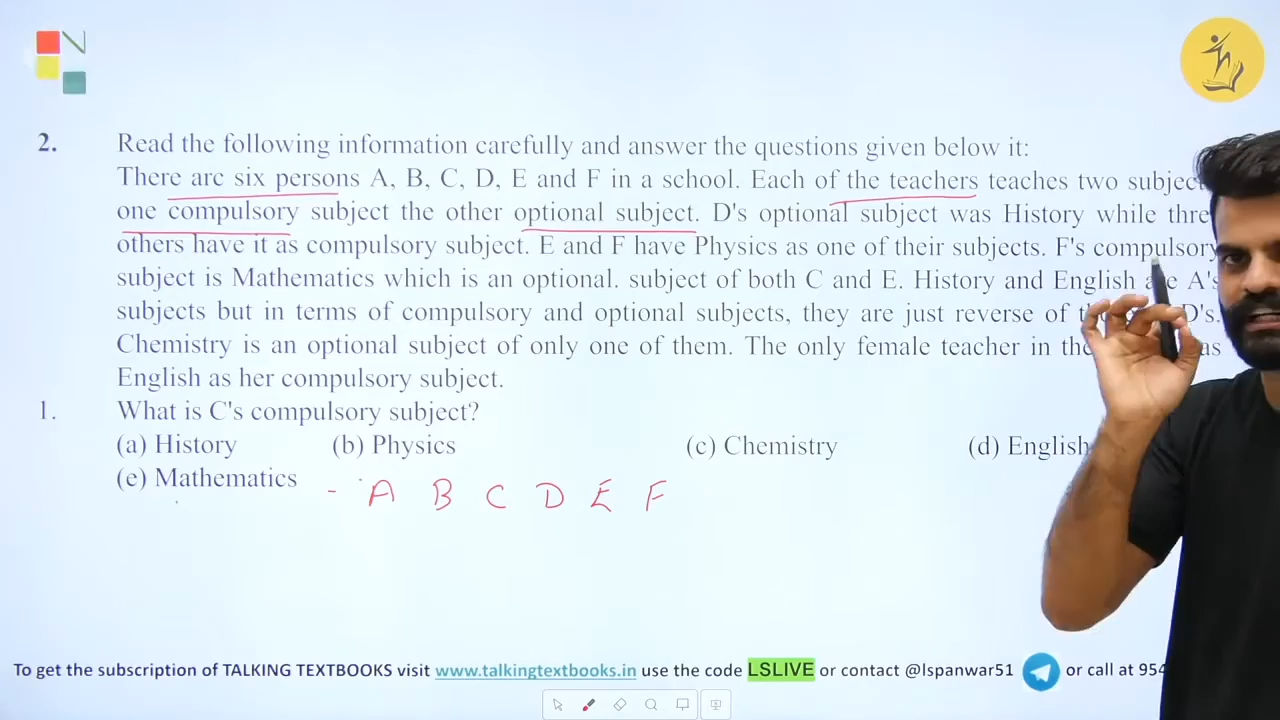 2. Read the following information carefully and answer the questions given below it:
There are six persons A, B, C, D, E and F in a school. Each of the teachers teaches two subject
one compulsory subject the other optional subject. D's optional subject was History while thre
others have it as compulsory subject. E and F have Physics as one of their subjects. F's compulsory
subject is Mathematics which is an optional. subject of both C and E. History and English are A's
subjects but in terms of compulsory and optional subjects, they are just reverse of D's.
Chemistry is an optional subject of only one of them. The only female teacher in the as
English as her compulsory subject.
1. What is C's compulsory subject?
(a) History (b) Physics (c) Chemistry (d) English
(e) Mathematics
- A B C D E F
To get the subscription of TALKING TEXTBOOKS visit www.talkingtextbooks.in use the code LSLIVE or contact @lspanwar51 or call at 954